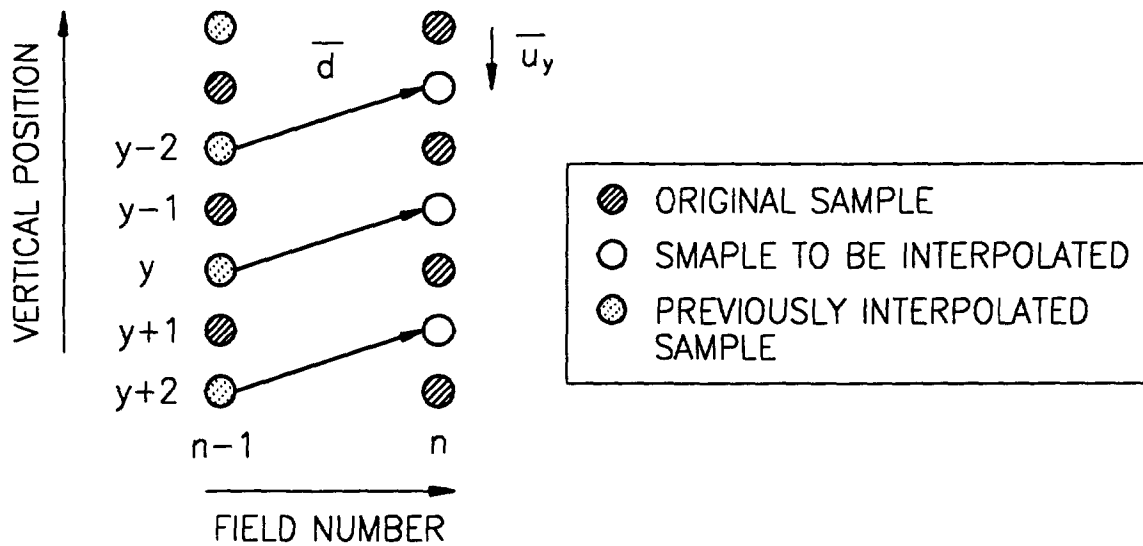 VERTICAL POSITION
d
u_y
y-2
y-1
y
y+1
y+2
n-1
n
FIELD NUMBER
ORIGINAL SAMPLE
SMAPLE TO BE INTERPOLATED
PREVIOUSLY INTERPOLATED
SAMPLE